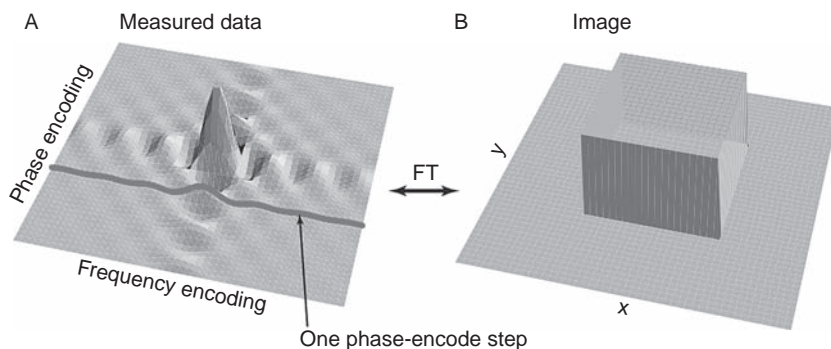 A Measured data
B Image
Phase encoding
Frequency encoding
One phase-encode step
FT
y
x